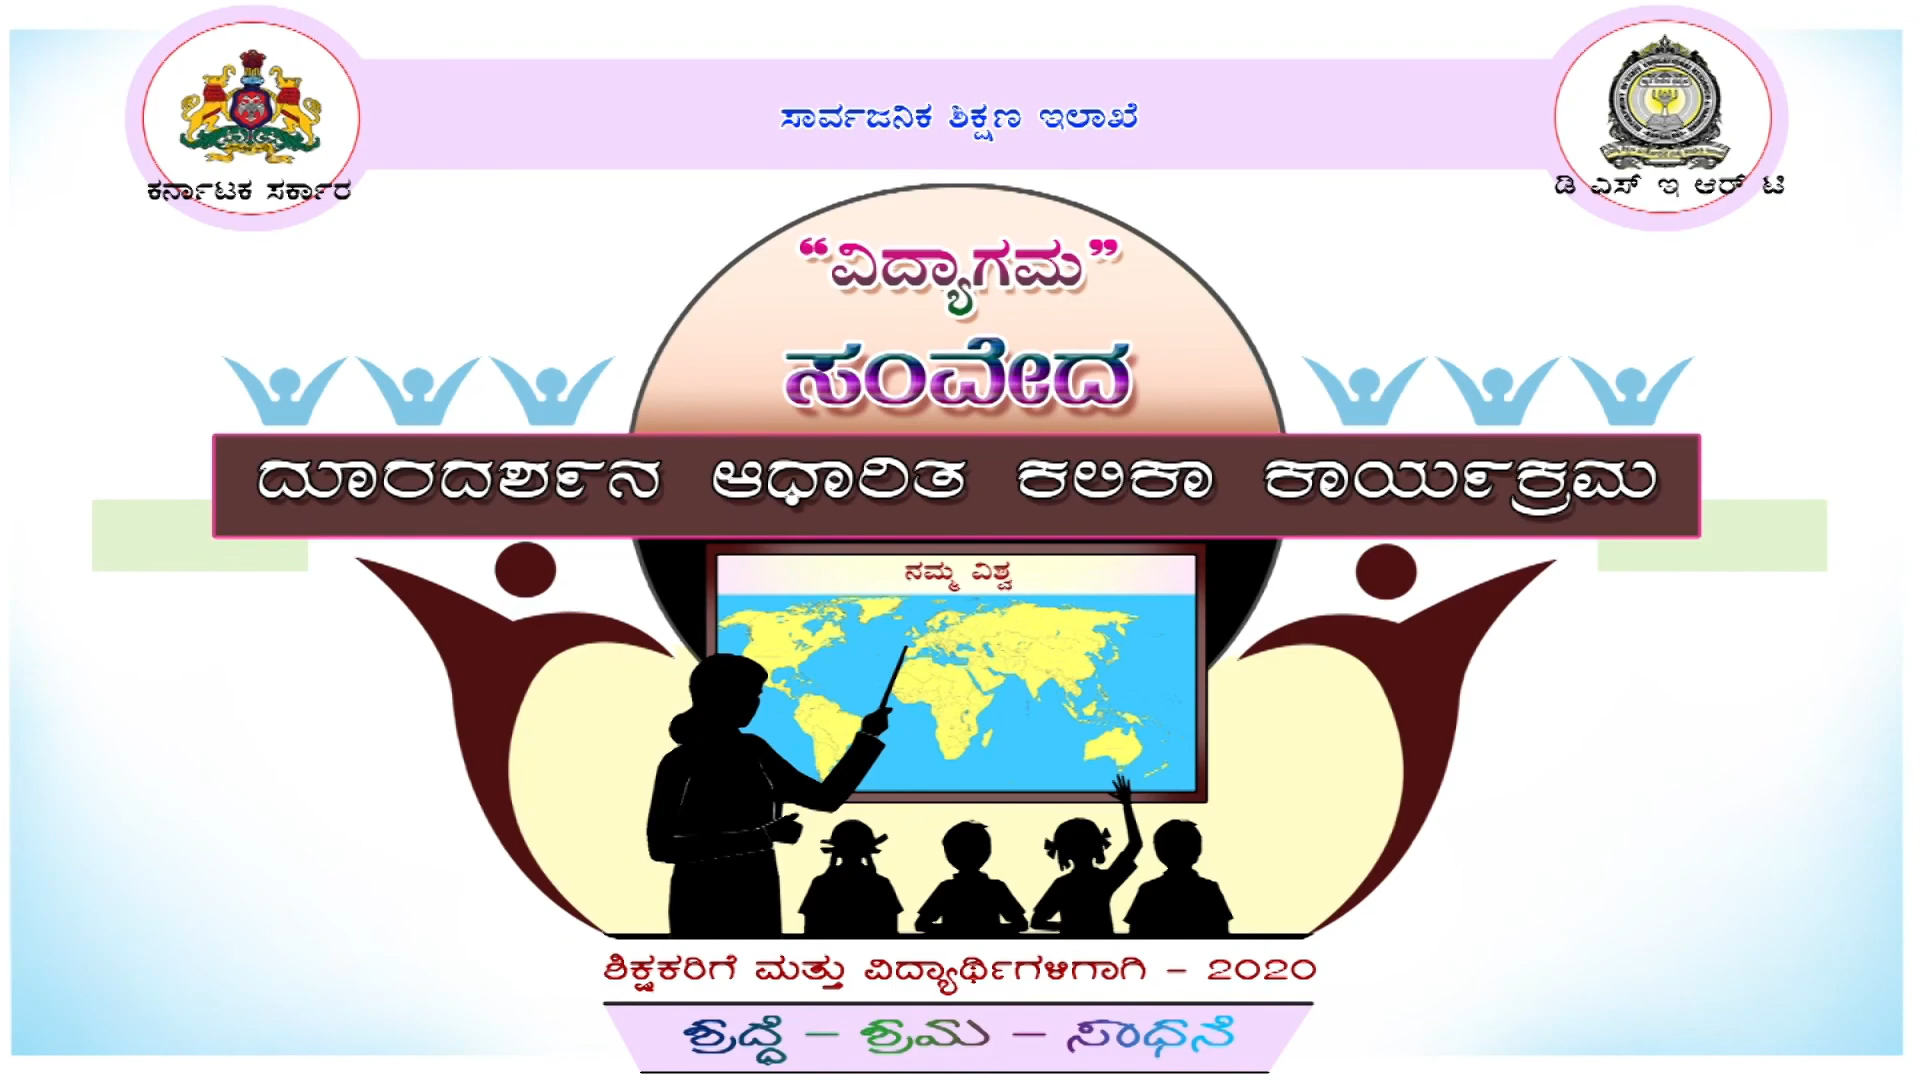 ಸಾರ್ವಜನಿಕ ಶಿಕ್ಷಣ ಇಲಾಖೆ
ಕರ್ನಾಟಕ ಸರ್ಕಾರ
ಡಿ ಎಸ್ ಇ ಆರ್ ಟಿ
“ವಿದ್ಯಾಗಮ”
ಸಂವೇದ
ದೂರದರ್ಶನ ಆಧಾರಿತ ಕಲಿಕಾ ಕಾರ್ಯಕ್ರಮ
ನಮ್ಮ ವಿಶ್ವ
ಶಿಕ್ಷಕರಿಗೆ ಮತ್ತು ವಿದ್ಯಾರ್ಥಿಗಳಿಗಾಗಿ - 2020
ಶ್ರದ್ಧೆ - ಶ್ರಮ - ಸಾಧನೆ